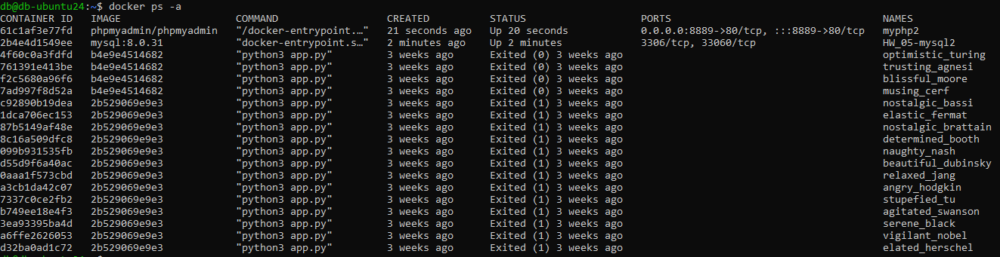 db@db-ubuntu24:~$ docker ps -a
CONTAINER ID   IMAGE                   COMMAND                  CREATED          STATUS                   PORTS                                   NAMES
61c1af3e77fd   phpmyadmin/phpmyadmin   "/docker-entrypoint.…"   21 seconds ago   Up 20 seconds            0.0.0.0:8889->80/tcp, :::8889->80/tcp   myphp2
2b4e4d1549ee   mysql:8.0.31            "docker-entrypoint.s…"   2 minutes ago    Up 2 minutes             3306/tcp, 33060/tcp                     HW_05-mysql2
4f60c0a3fdfd   b4e9e4514682            "python3 app.py"         3 weeks ago      Exited (0) 3 weeks ago                                           optimistic_turing
761391e413be   b4e9e4514682            "python3 app.py"         3 weeks ago      Exited (0) 3 weeks ago                                           trusting_agnesi
f2c5680a96f6   b4e9e4514682            "python3 app.py"         3 weeks ago      Exited (0) 3 weeks ago                                           blissful_moore
7ad997f8d52a   b4e9e4514682            "python3 app.py"         3 weeks ago      Exited (0) 3 weeks ago                                           musing_cerf
c92890b19dea   2b529069e9e3            "python3 app.py"         3 weeks ago      Exited (1) 3 weeks ago                                           nostalgic_bassi
1dca706ec153   2b529069e9e3            "python3 app.py"         3 weeks ago      Exited (1) 3 weeks ago                                           elastic_fermat
87b5149af48e   2b529069e9e3            "python3 app.py"         3 weeks ago      Exited (1) 3 weeks ago                                           nostalgic_brattain
8c16a509dfc8   2b529069e9e3            "python3 app.py"         3 weeks ago      Exited (1) 3 weeks ago                                           determined_booth
099b931535fb   2b529069e9e3            "python3 app.py"         3 weeks ago      Exited (1) 3 weeks ago                                           naughty_nash
d55d9f6a40ac   2b529069e9e3            "python3 app.py"         3 weeks ago      Exited (1) 3 weeks ago                                           beautiful_dubinsky
0aaa1f573cbd   2b529069e9e3            "python3 app.py"         3 weeks ago      Exited (1) 3 weeks ago                                           relaxed_jang
a3cb1da42c07   2b529069e9e3            "python3 app.py"         3 weeks ago      Exited (1) 3 weeks ago                                           angry_hodgkin
7337c0ce2fb2   2b529069e9e3            "python3 app.py"         3 weeks ago      Exited (1) 3 weeks ago                                           stupefied_tu
b749ee18e4f3   2b529069e9e3            "python3 app.py"         3 weeks ago      Exited (1) 3 weeks ago                                           agitated_swanson
3ea93395ba4d   2b529069e9e3            "python3 app.py"         3 weeks ago      Exited (1) 3 weeks ago                                           serene_black
a6ffe2626053   2b529069e9e3            "python3 app.py"         3 weeks ago      Exited (1) 3 weeks ago                                           vigilant_nobel
d32ba0ad1c72   2b529069e9e3            "python3 app.py"         3 weeks ago      Exited (1) 3 weeks ago                                           elated_herschel